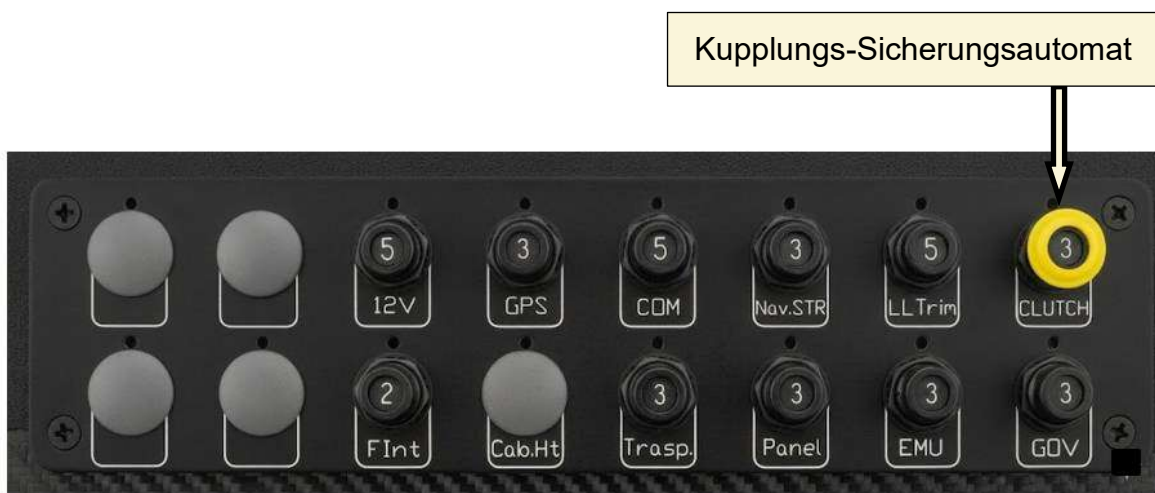 Kupplungs-Sicherungsautomat
5 3 5 3 5 3
12V GPS COM Nav.STR LLTrim CLUTCH
2 3 3 3 3
FInt Cab.Ht Trasp. Panel EMU GOV